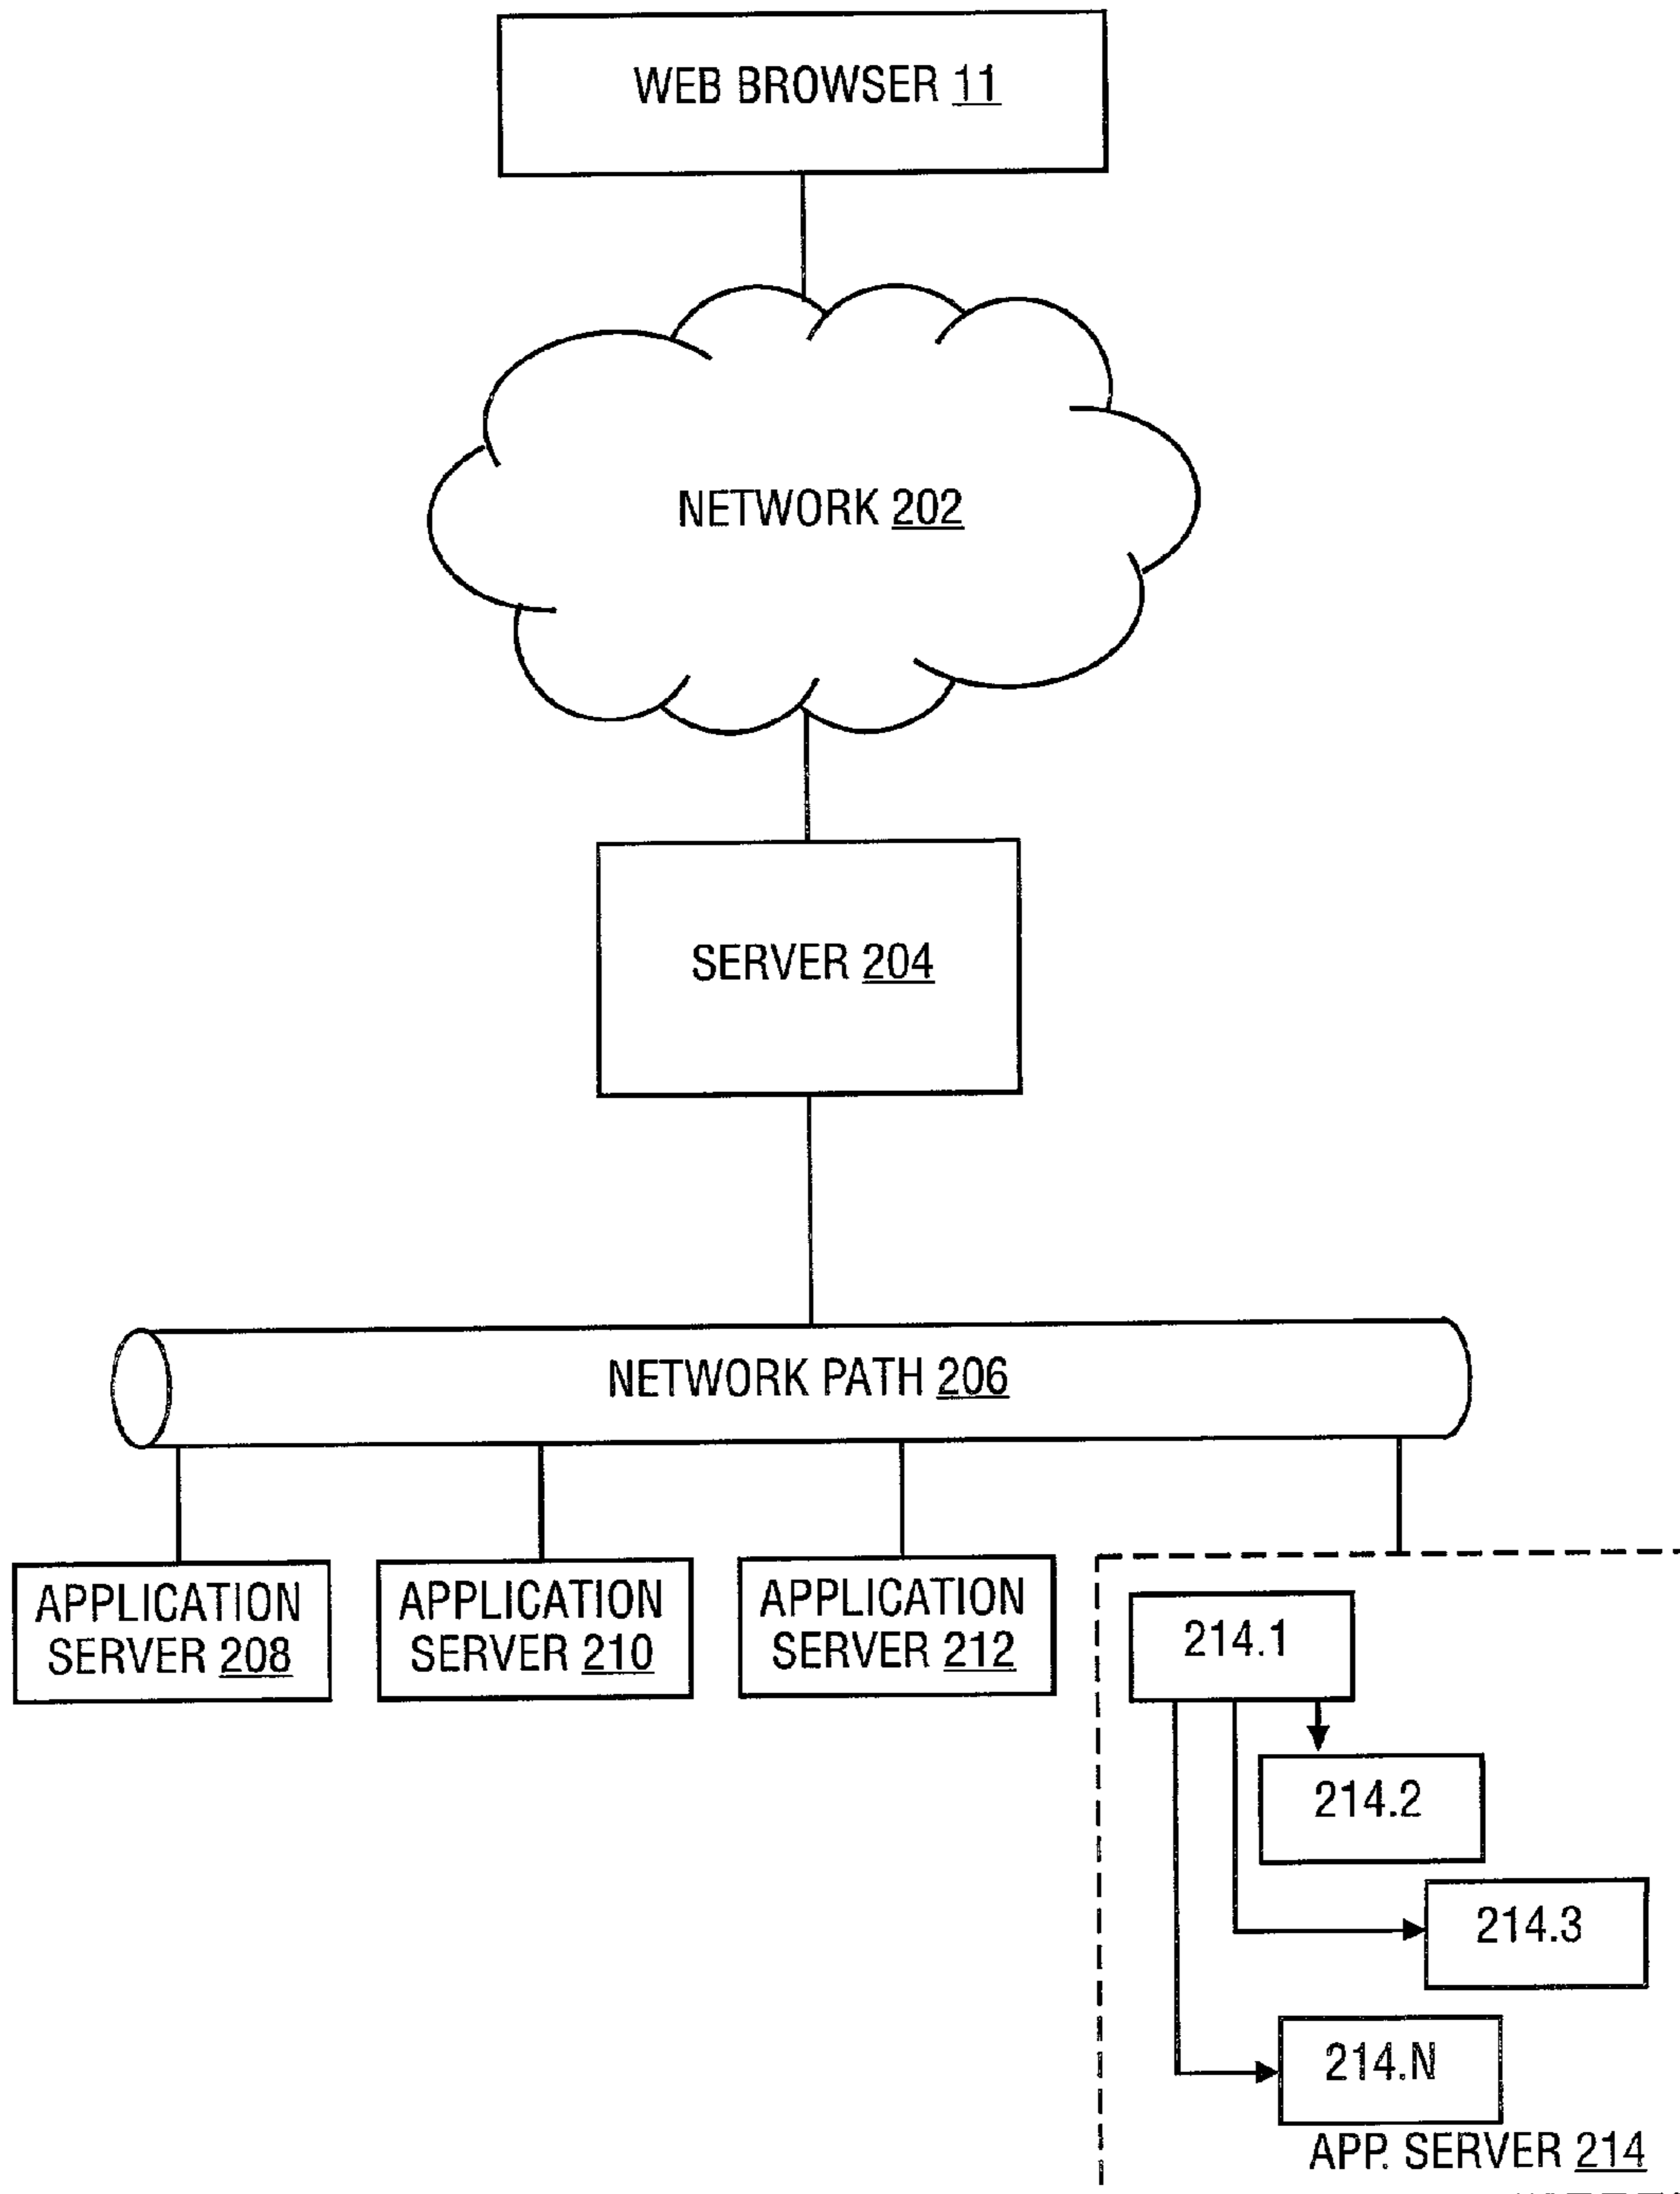 WEB BROWSER 11
NETWORK 202
SERVER 204
NETWORK PATH 206
APPLICATION
SERVER 208
APPLICATION
SERVER 210
APPLICATION
SERVER 212
214.1
214.2
214.3
214.N
APP. SERVER 214